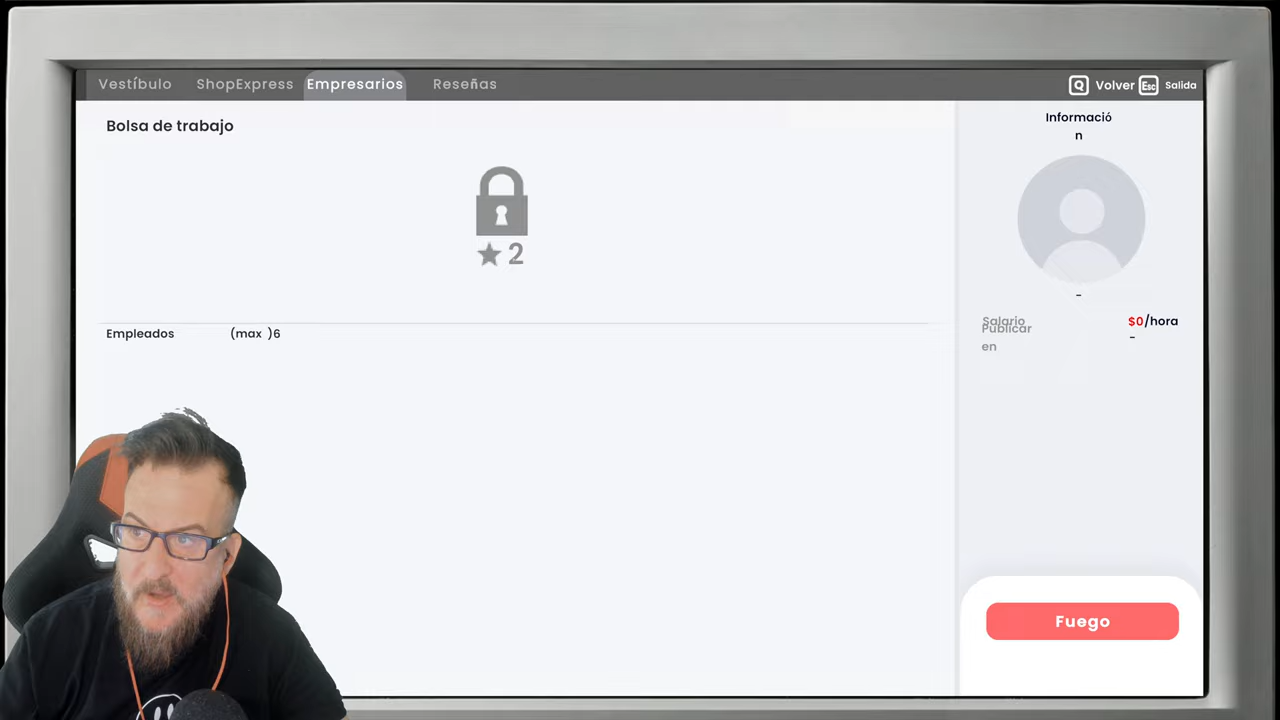 Vestíbulo ShopExpress Empresarios Reseñas Q Volver Esc Salida
Bolsa de trabajo
2
Empleados (max )6
Informació
n
-
Salario $0/hora
Publicar -
en
Fuego